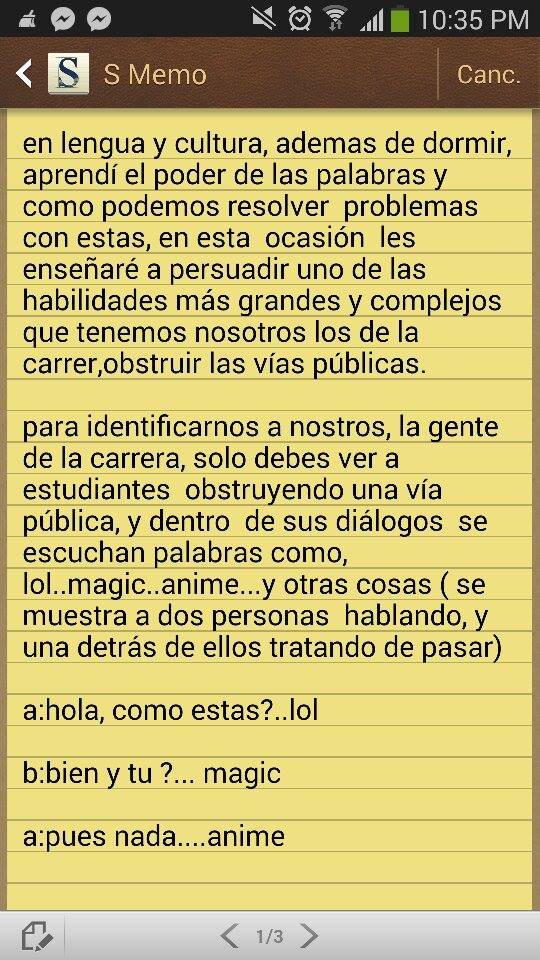 10:35 PM
S
S Memo
Canc.
en lengua y cultura, ademas de dormir,
aprendí el poder de las palabras y
como podemos resolver  problemas
con estas, en esta  ocasión  les
enseñaré a persuadir uno de las
habilidades más grandes y complejos
que tenemos nosotros los de la
carrer,obstruir las vías públicas.

para identificarnos a nostros, la gente
de la carrera, solo debes ver a
estudiantes  obstruyendo una vía
pública, y dentro  de sus diálogos  se
escuchan palabras como,
lol..magic..anime...y otras cosas ( se
muestra a dos personas  hablando, y
una detrás de ellos tratando de pasar)

a:hola, como estas?..lol

b:bien y tu ?... magic

a:pues nada....anime

1/3